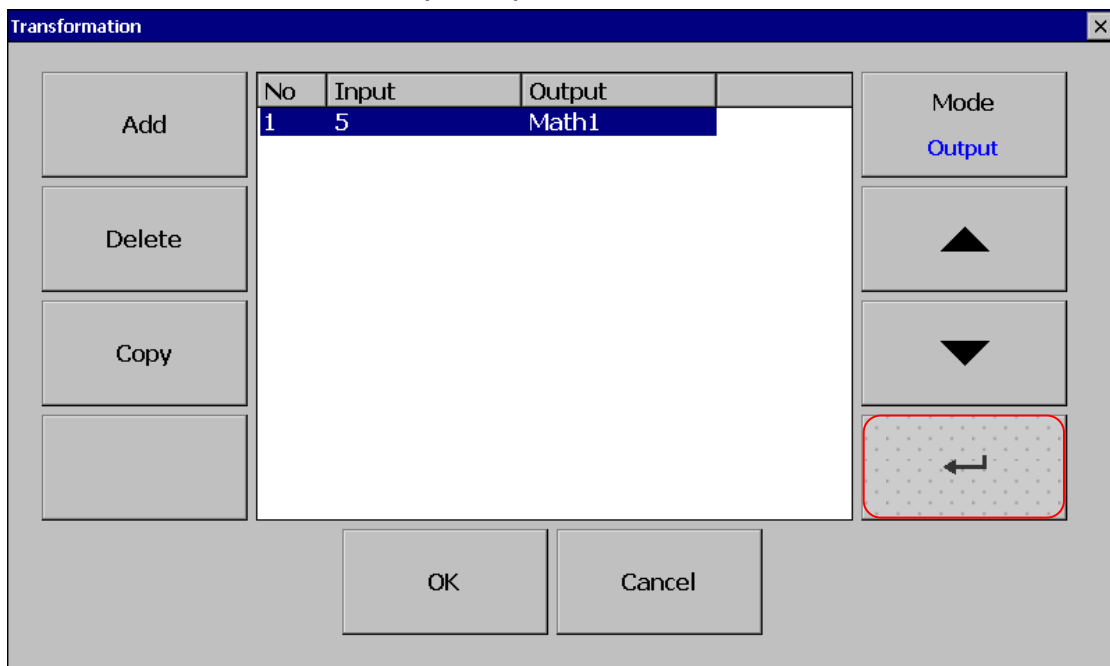 Transformation
Add
Delete
Copy
No Input Output
1 5 Math1
Mode
Output
OK
Cancel